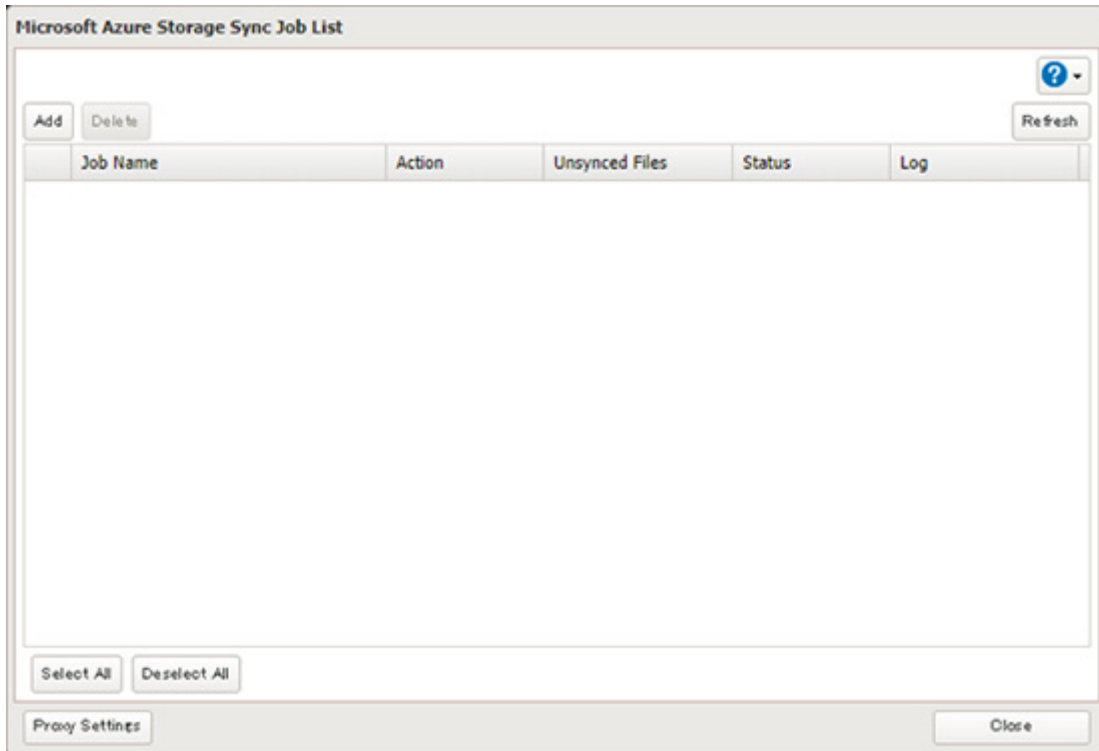 Microsoft Azure Storage Sync Job List
?
Add Delete Refresh
Job Name Action Unsynced Files Status Log
Select All Deselect All
Proxy Settings Close